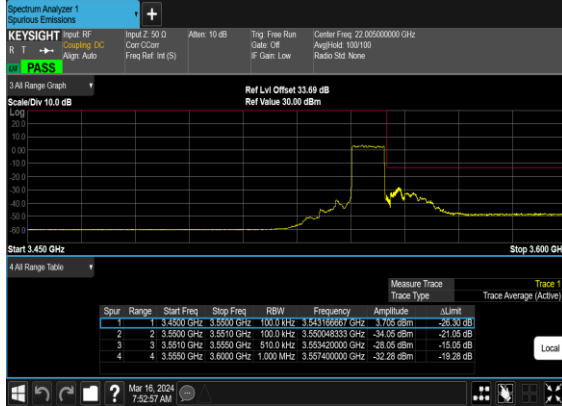 Spectrum Analyzer 1
Spurious Emissions
+
KEYSIGHT Input: RF Input Z: 50 Ω Atten: 10 dB Trig: Free Run Center Freq: 22.005000000 GHz
R T Coupling: DC Corr CCorr Gate: Off Avg|Hold: 100/100
Align: Auto Freq Ref: Int (S) IF Gain: Low Radio Std: None
PASS
3 All Range Graph
Ref Lvl Offset 33.69 dB
Scale/Div 10.0 dB Ref Value 30.00 dBm
Log
20.0
10.0
0.00
-10.0
-20.0
-30.0
-40.0
-50.0
-60.0
Start 3.450 GHz Stop 3.600 GH
4 All Range Table
Measure Trace Trace 1
Trace Type Trace Average (Active)
Spur Range Start Freq Stop Freq RBW Frequency Amplitude ΔLimit
1 1 3.4500 GHz 3.5500 GHz 100.0 kHz 3.543166667 GHz 3.705 dBm -26.30 dB
2 2 3.5500 GHz 3.5510 GHz 100.0 kHz 3.550048333 GHz -34.05 dBm -21.05 dB
3 3 3.5510 GHz 3.5550 GHz 510.0 kHz 3.553420000 GHz -28.05 dBm -15.05 dB
4 4 3.5550 GHz 3.6000 GHz 1.000 MHz 3.557400000 GHz -32.28 dBm -19.28 dB
Local
?
Mar 16, 2024
7:52:57 AM